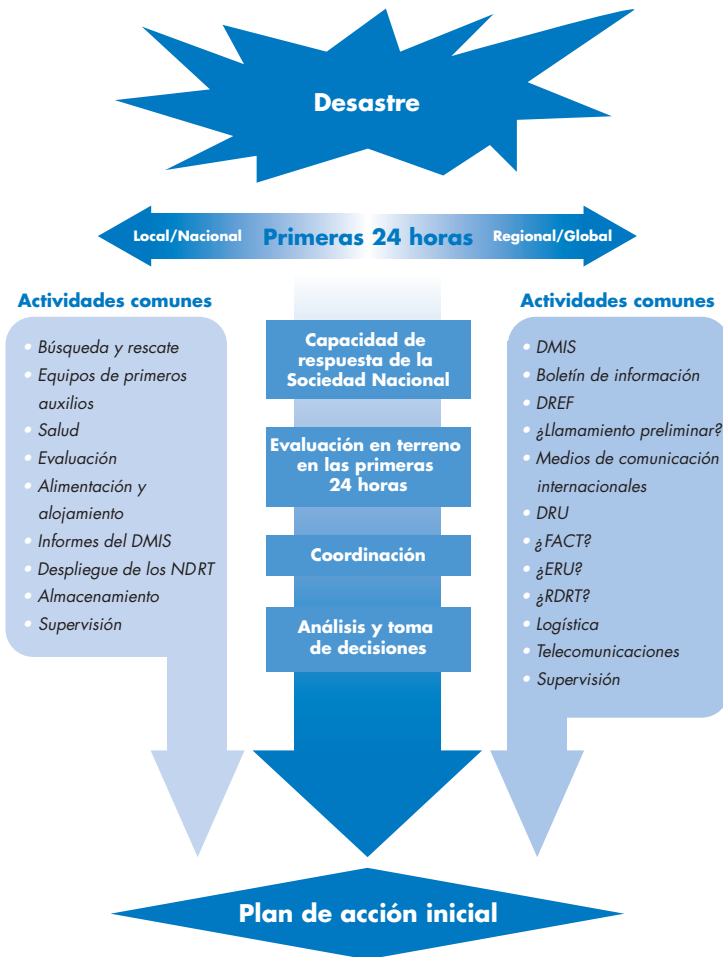 Desastre
Local/Nacional Primeras 24 horas Regional/Global
Actividades comunes
• Búsqueda y rescate
• Equipos de primeros
auxilios
• Salud
• Evaluación
• Alimentación y
alojamiento
• Informes del DMIS
• Despliegue de los NDRT
• Almacenamiento
• Supervisión
Capacidad de
respuesta de la
Sociedad Nacional
Evaluación en terreno
en las primeras
24 horas
Coordinación
Análisis y toma
de decisiones
Actividades comunes
• DMIS
• Boletín de información
• DREF
• ¿Llamamiento preliminar?
• Medios de comunicación
internacionales
• DRU
• ¿FACT?
• ¿ERU?
• ¿RDRT?
• Logística
• Telecomunicaciones
• Supervisión
Plan de acción inicial